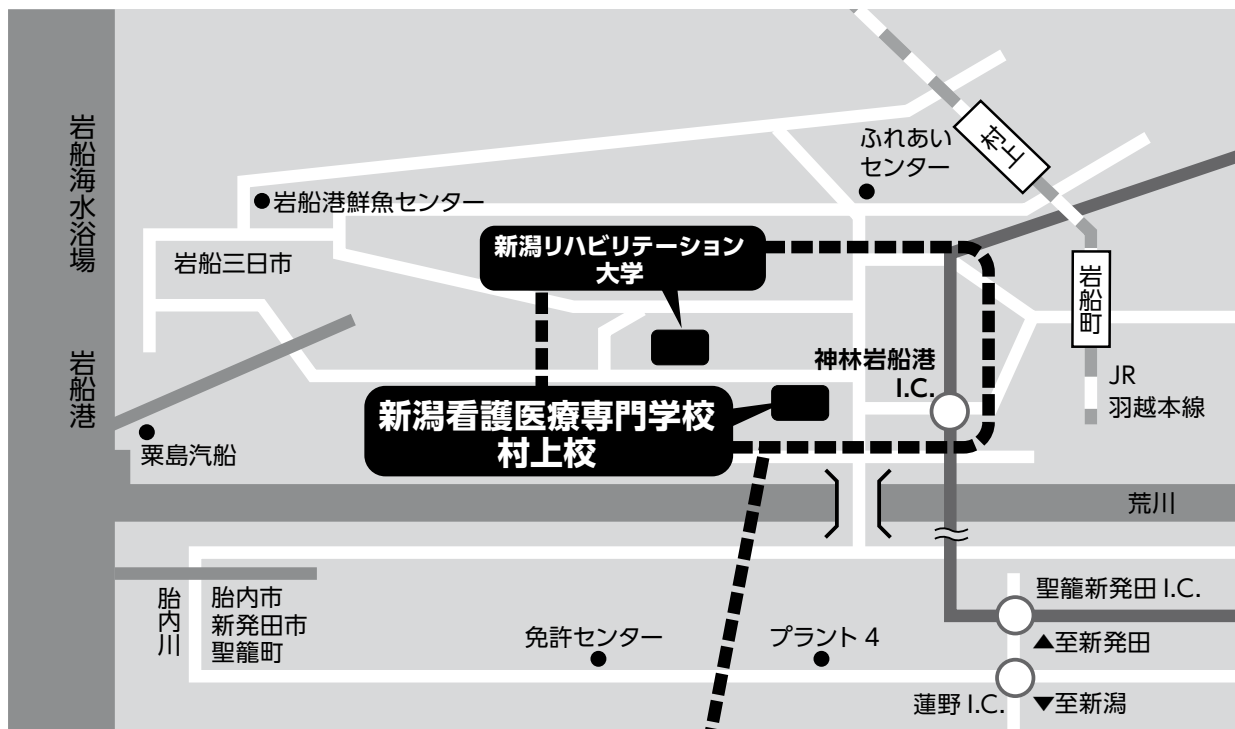 岩船海水浴場
岩船港
ふれあい
センター
村上
岩船港鮮魚センター
岩船三日市
新潟リハビリテーション
大学
岩船町
神林岩船港
I.C.
JR
羽越本線
新潟看護医療専門学校
村上校
粟島汽船
荒川
胎内川
胎内市
新発田市
聖籠町
免許センター
プラント4
聖籠新発田 I.C.
▲至新発田
蓮野 I.C.
▼至新潟